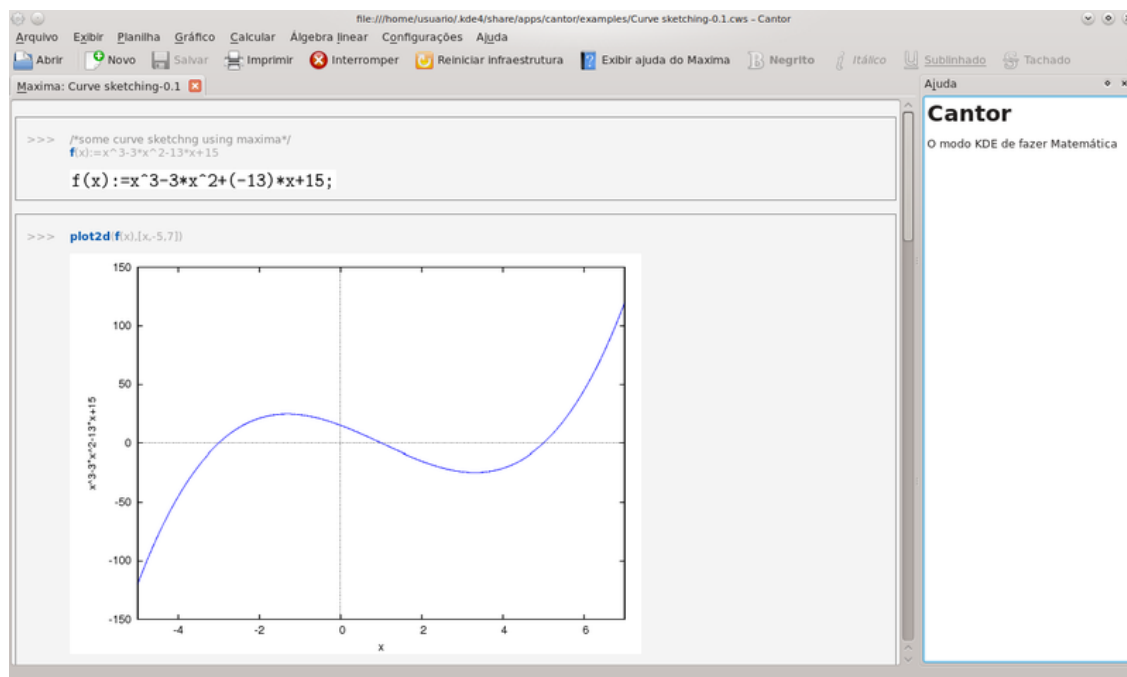 file:///home/usuario/.kde4/share/apps/cantor/examples/Curve sketching-0.1.cws – Cantor
Arquivo Exibir Planilha Gráfico Calcular Álgebra linear Configurações Ajuda
Abrir Novo Salvar Imprimir Interromper Reiniciar infraestrutura Exibir ajuda do Maxima Negrito Itálico Sublinhado Tachado
Maxima: Curve sketching-0.1
Ajuda
Cantor
O modo KDE de fazer Matemática
>>> /*some curve sketchng using maxima*/
f(x):=x^3-3*x^2-13*x+15
f(x):=x^3-3*x^2+(-13)*x+15;
>>> plot2d(f(x),[x,-5,7])
150
100
50
0
-50
-100
-150
x^3-3*x^2-13*x+15
-4 -2 0 2 4 6
x